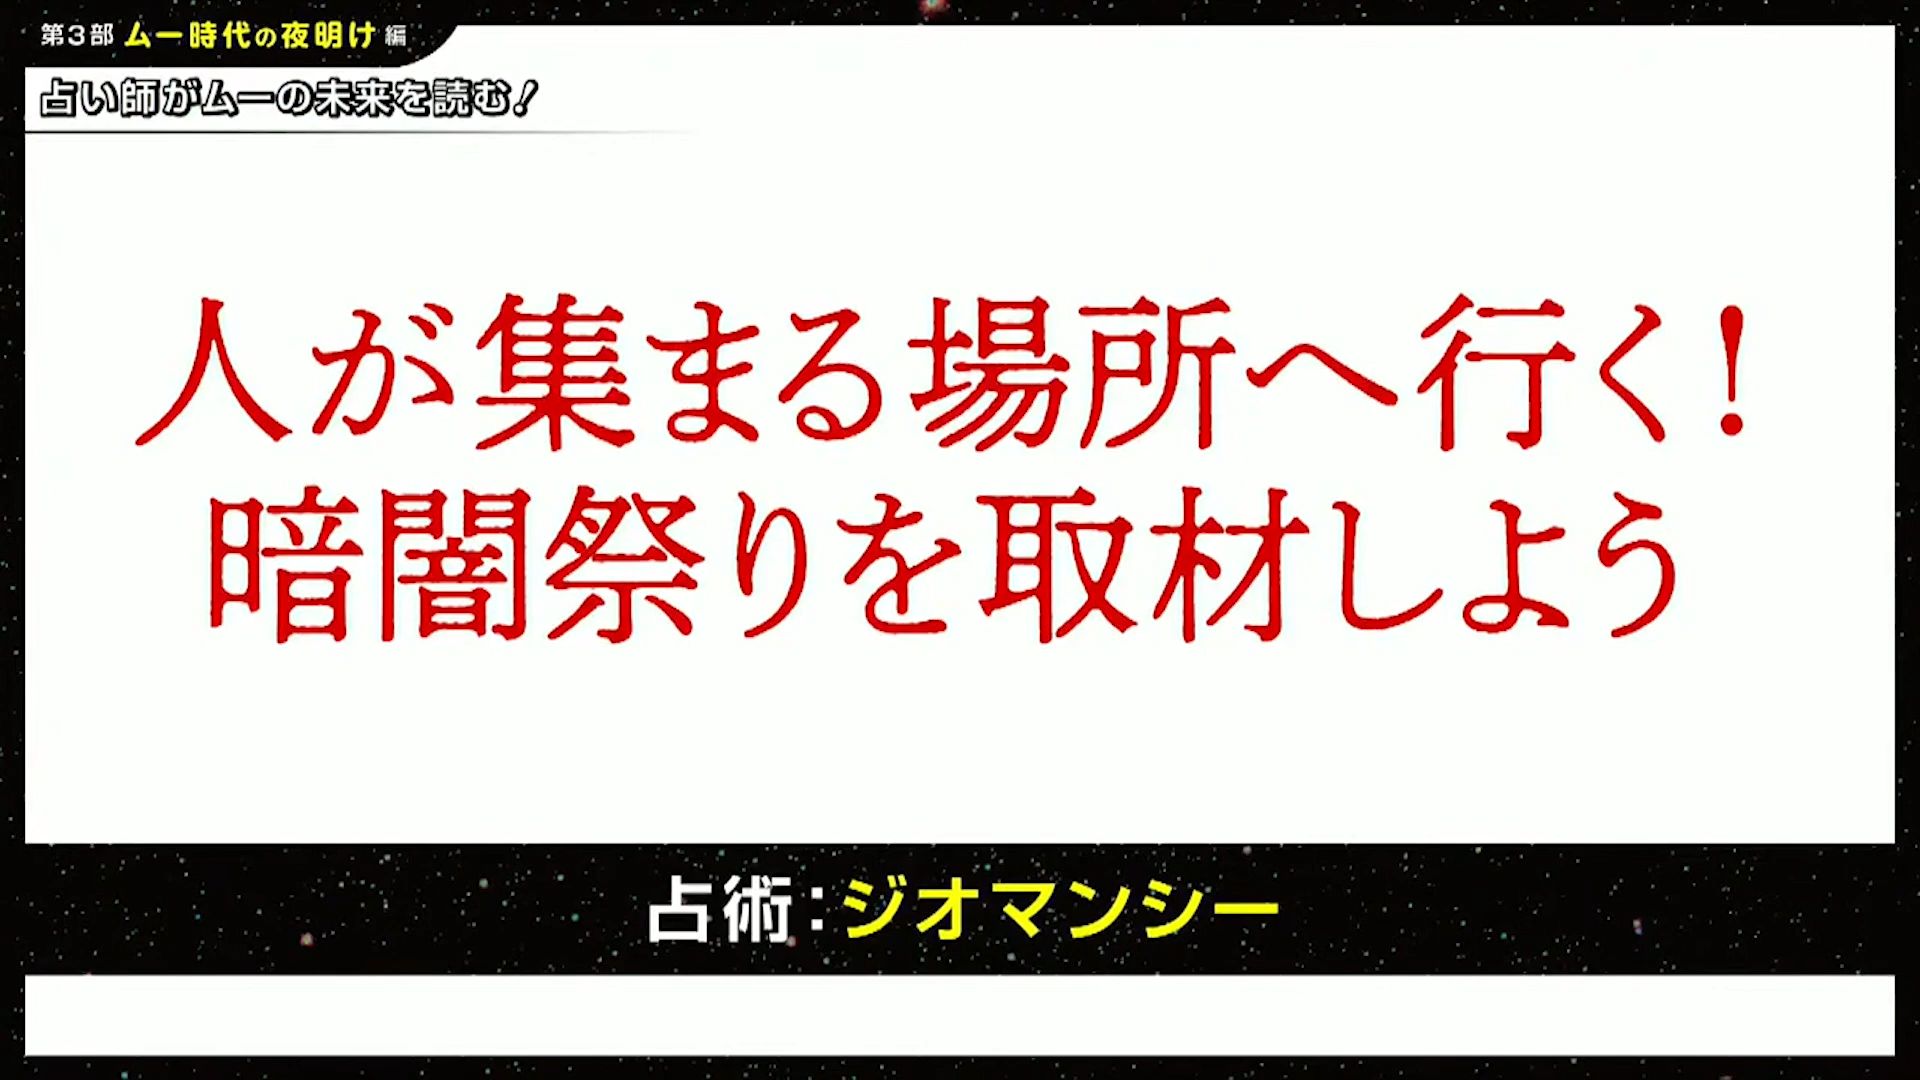 第3部 ムー時代の夜明け 編
占い師がムーの未来を読む!
人が集まる場所へ行く!
暗闇祭りを取材しよう
占術:ジオマンシー